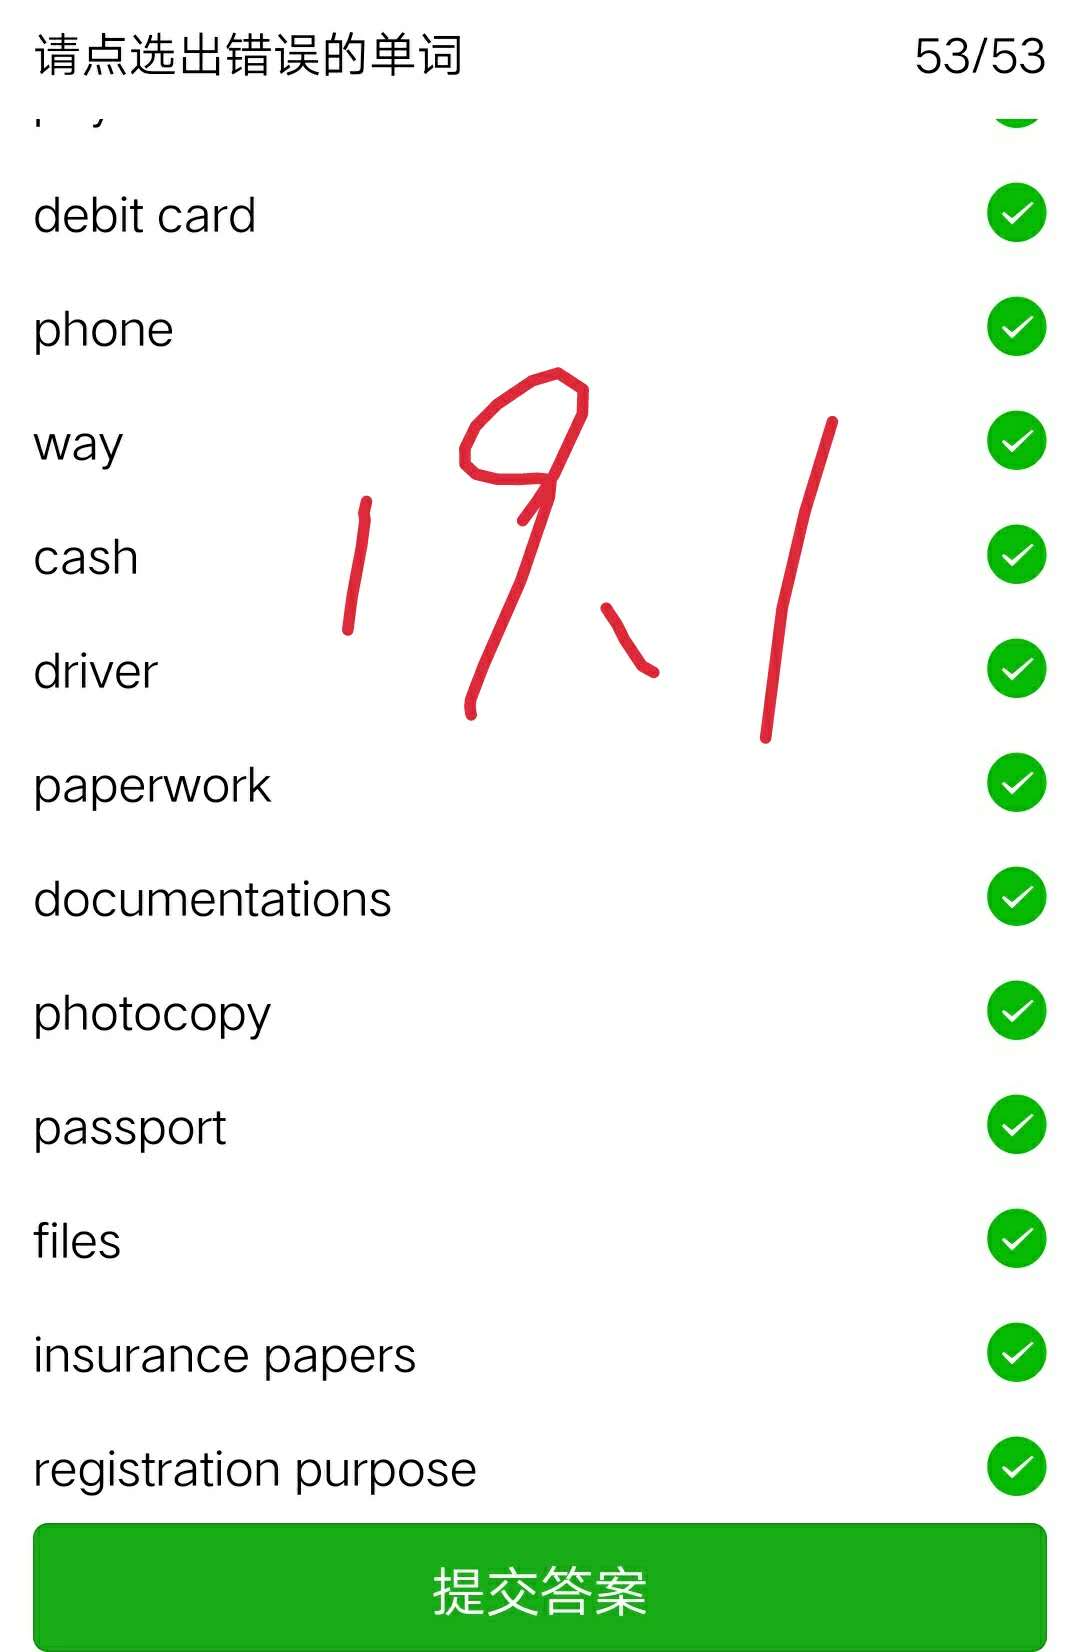 请点选出错误的单词 53/53
debit card
phone
way
cash
19、1
driver
paperwork
documentations
photocopy
passport
files
insurance papers
registration purpose
提交答案